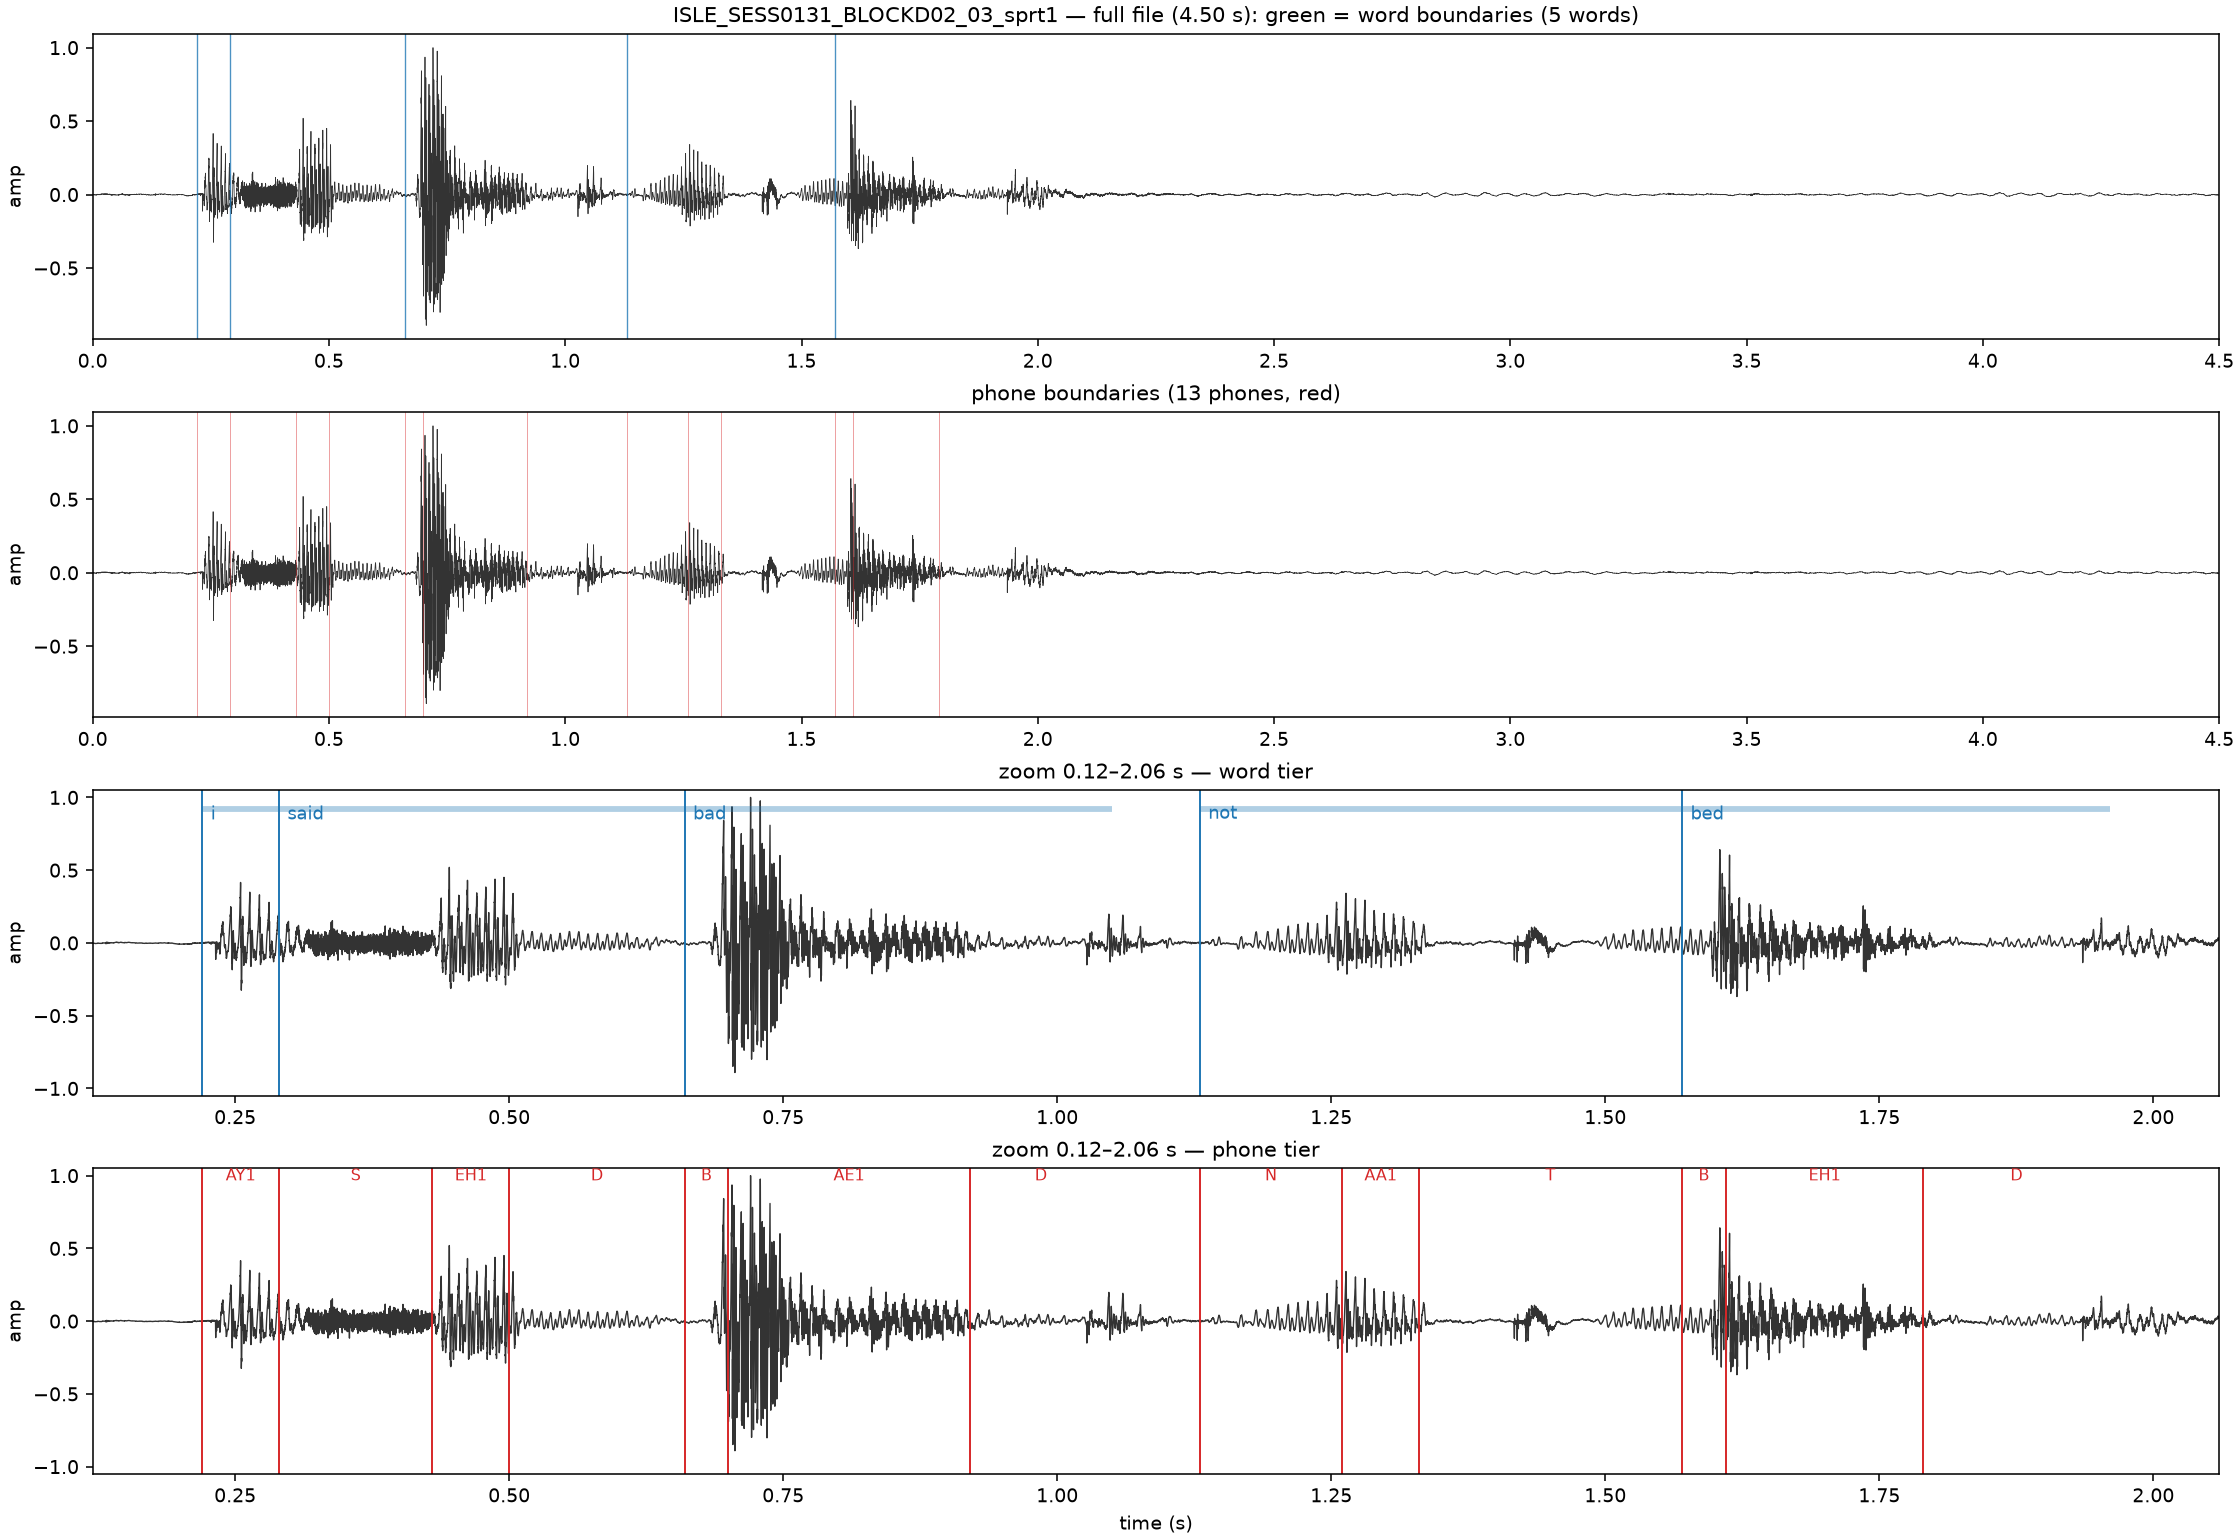 ISLE_SESS0131_BLOCKD02_03_sprt1 — full file (4.50 s): green = word boundaries (5 words)
1.0
0.5
0.0
−0.5
amp
0.0 0.5 1.0 1.5 2.0 2.5 3.0 3.5 4.0 4.5
phone boundaries (13 phones, red)
1.0
0.5
0.0
−0.5
amp
0.0 0.5 1.0 1.5 2.0 2.5 3.0 3.5 4.0 4.5
zoom 0.12–2.06 s — word tier
i said bad not bed
1.0
0.5
0.0
−0.5
−1.0
amp
0.25 0.50 0.75 1.00 1.25 1.50 1.75 2.00
zoom 0.12–2.06 s — phone tier
AY1 S EH1 D B AE1 D N AA1 T B EH1 D
1.0
0.5
0.0
−0.5
−1.0
amp
0.25 0.50 0.75 1.00 1.25 1.50 1.75 2.00
time (s)